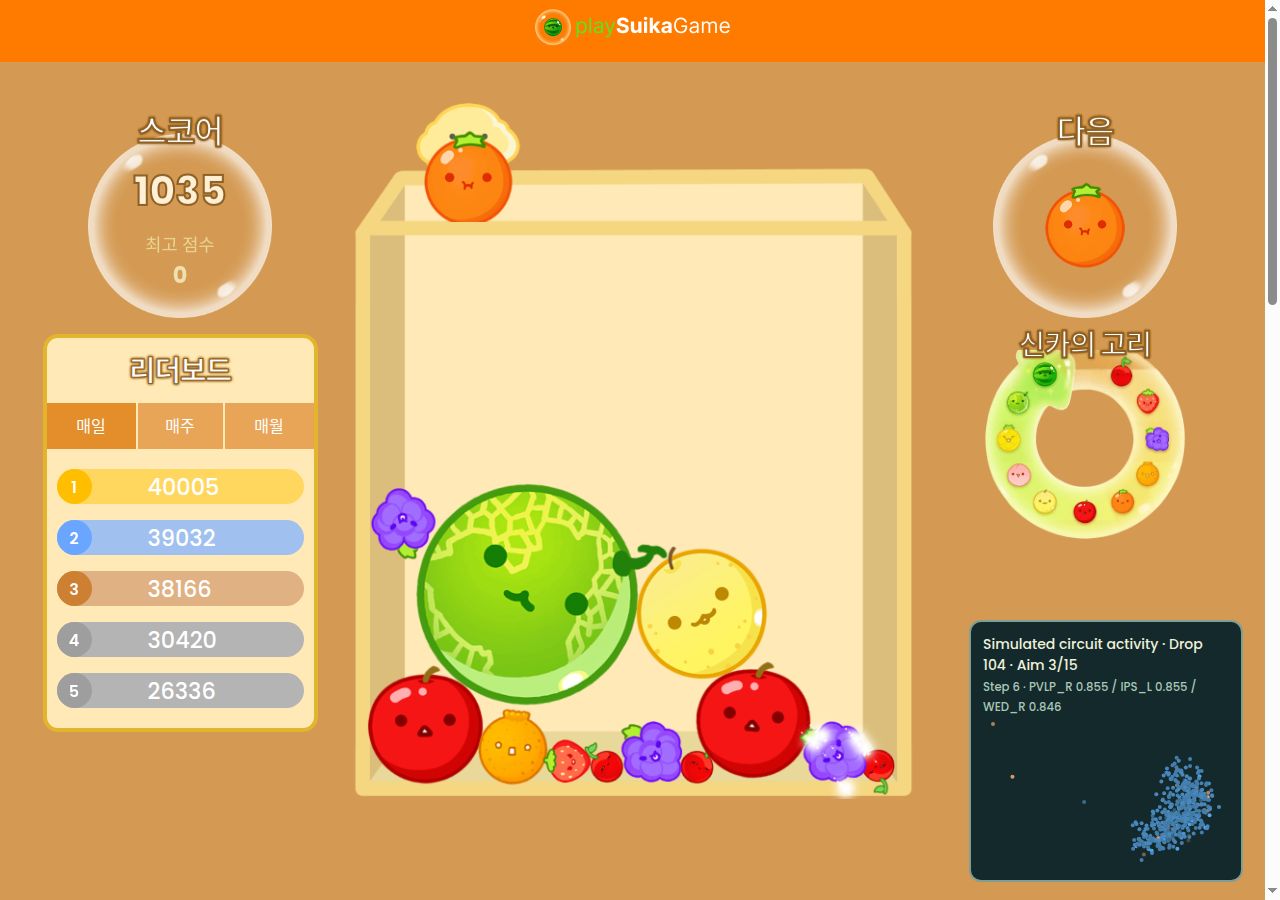 playSuikaGame
스코어
1035
최고 점수
0
다음
신카의 고리
리더보드
매일 매주 매월
1 40005
2 39032
3 38166
4 30420
5 26336
Simulated circuit activity · Drop
104 · Aim 3/15
Step 6 · PVLP_R 0.855 / IPS_L 0.855 /
WED_R 0.846